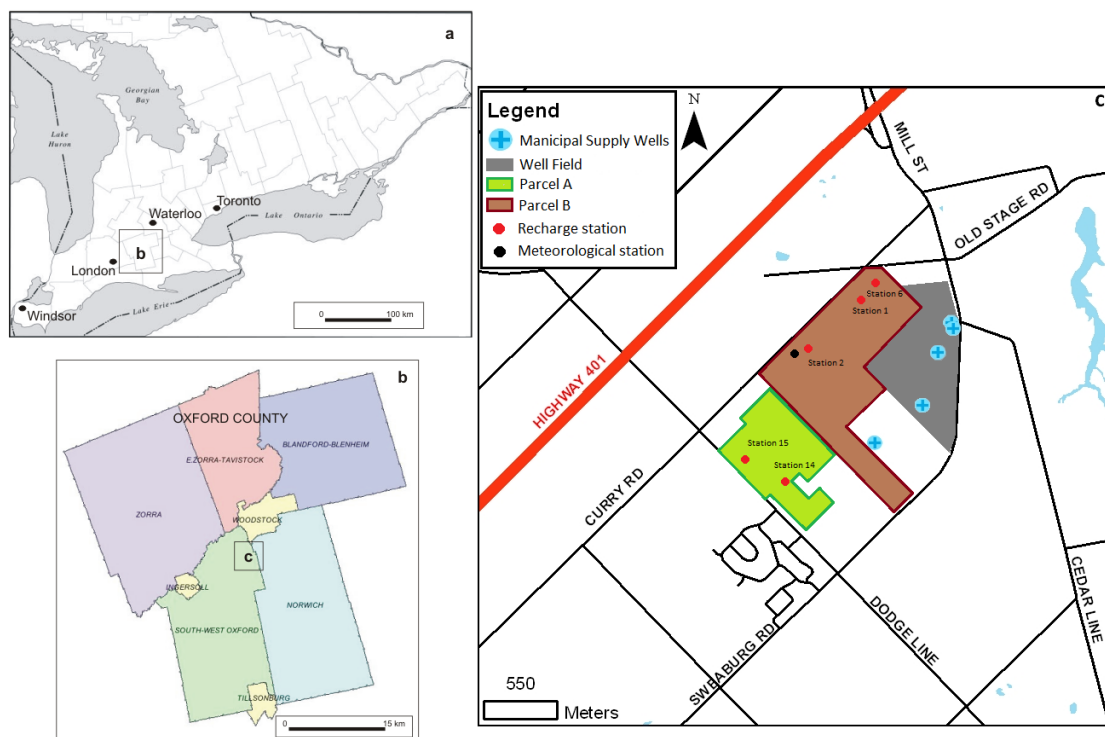 a
Georgian
Bay
Lake
Huron
Toronto
Waterloo
Lake Ontario
b
London
Lake Erie
Windsor
0 100 km
b
OXFORD COUNTY
BLANDFORD-BLENHEIM
E.ZORRA-TAVISTOCK
ZORRA
WOODSTOCK
c
INGERSOLL
NORWICH
SOUTH-WEST OXFORD
TILLSONBURG
0 15 km
c
Legend
N
Manicipal Supply Wells
Well Field
Parcel A
Parcel B
Recharge station
Meteorological station
MILL ST
OLD STAGE RD
HIGHWAY 401
Station 6
Station 1
Station 2
Station 15
Station 14
CURRY RD
DODGE LINE
SWEABURG RD
CEDAR LINE
550
Meters